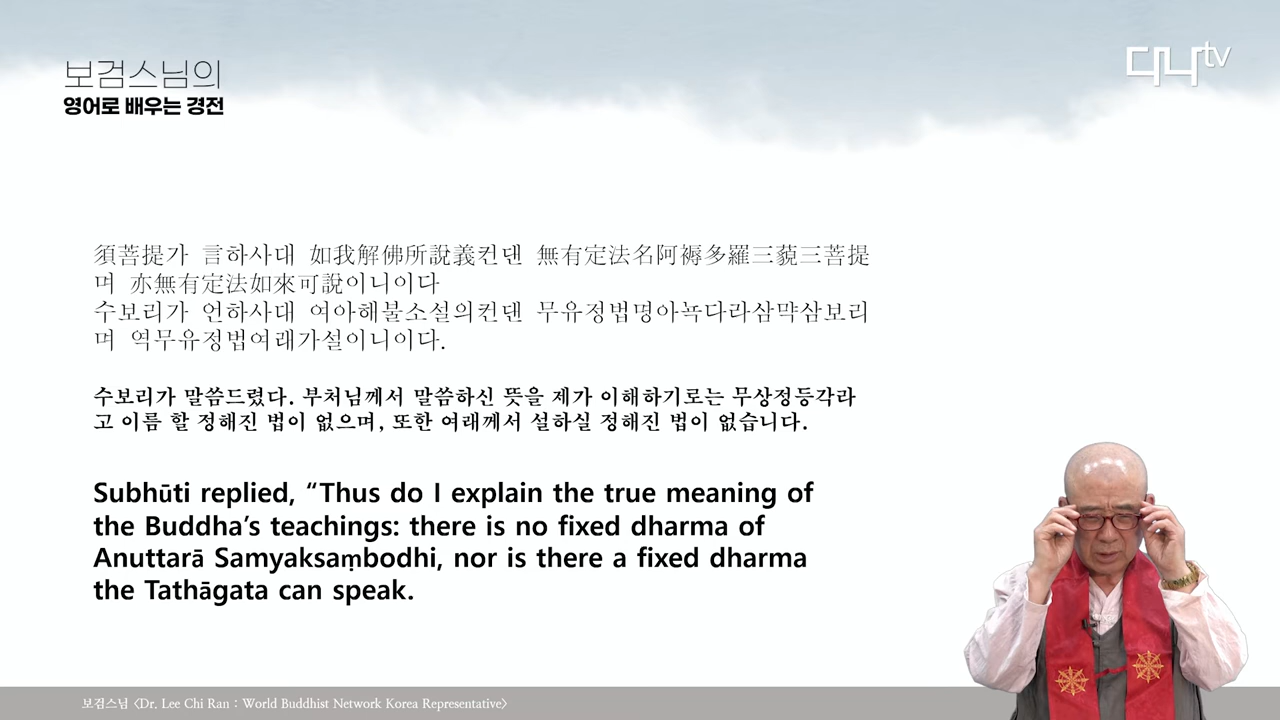 보검스님의
영어로 배우는 경전
다나tv
須菩提가 言하사대 如我解佛所說義컨덴 無有定法名阿褥多羅三藐三菩提
며 亦無有定法如來可說이니이다
수보리가 언하사대 여아해불소설의컨덴 무유정법명아뇩다라삼먁삼보리
며 역무유정법여래가설이니이다.
수보리가 말씀드렸다. 부처님께서 말씀하신 뜻을 제가 이해하기로는 무상정등각라
고 이름 할 정해진 법이 없으며, 또한 여래께서 설하실 정해진 법이 없습니다.
Subhūti replied, “Thus do I explain the true meaning of
the Buddha’s teachings: there is no fixed dharma of
Anuttarā Samyaksaṃbodhi, nor is there a fixed dharma
the Tathāgata can speak.
보검스님 <Dr. Lee Chi Ran : World Buddhist Network Korea Representative>